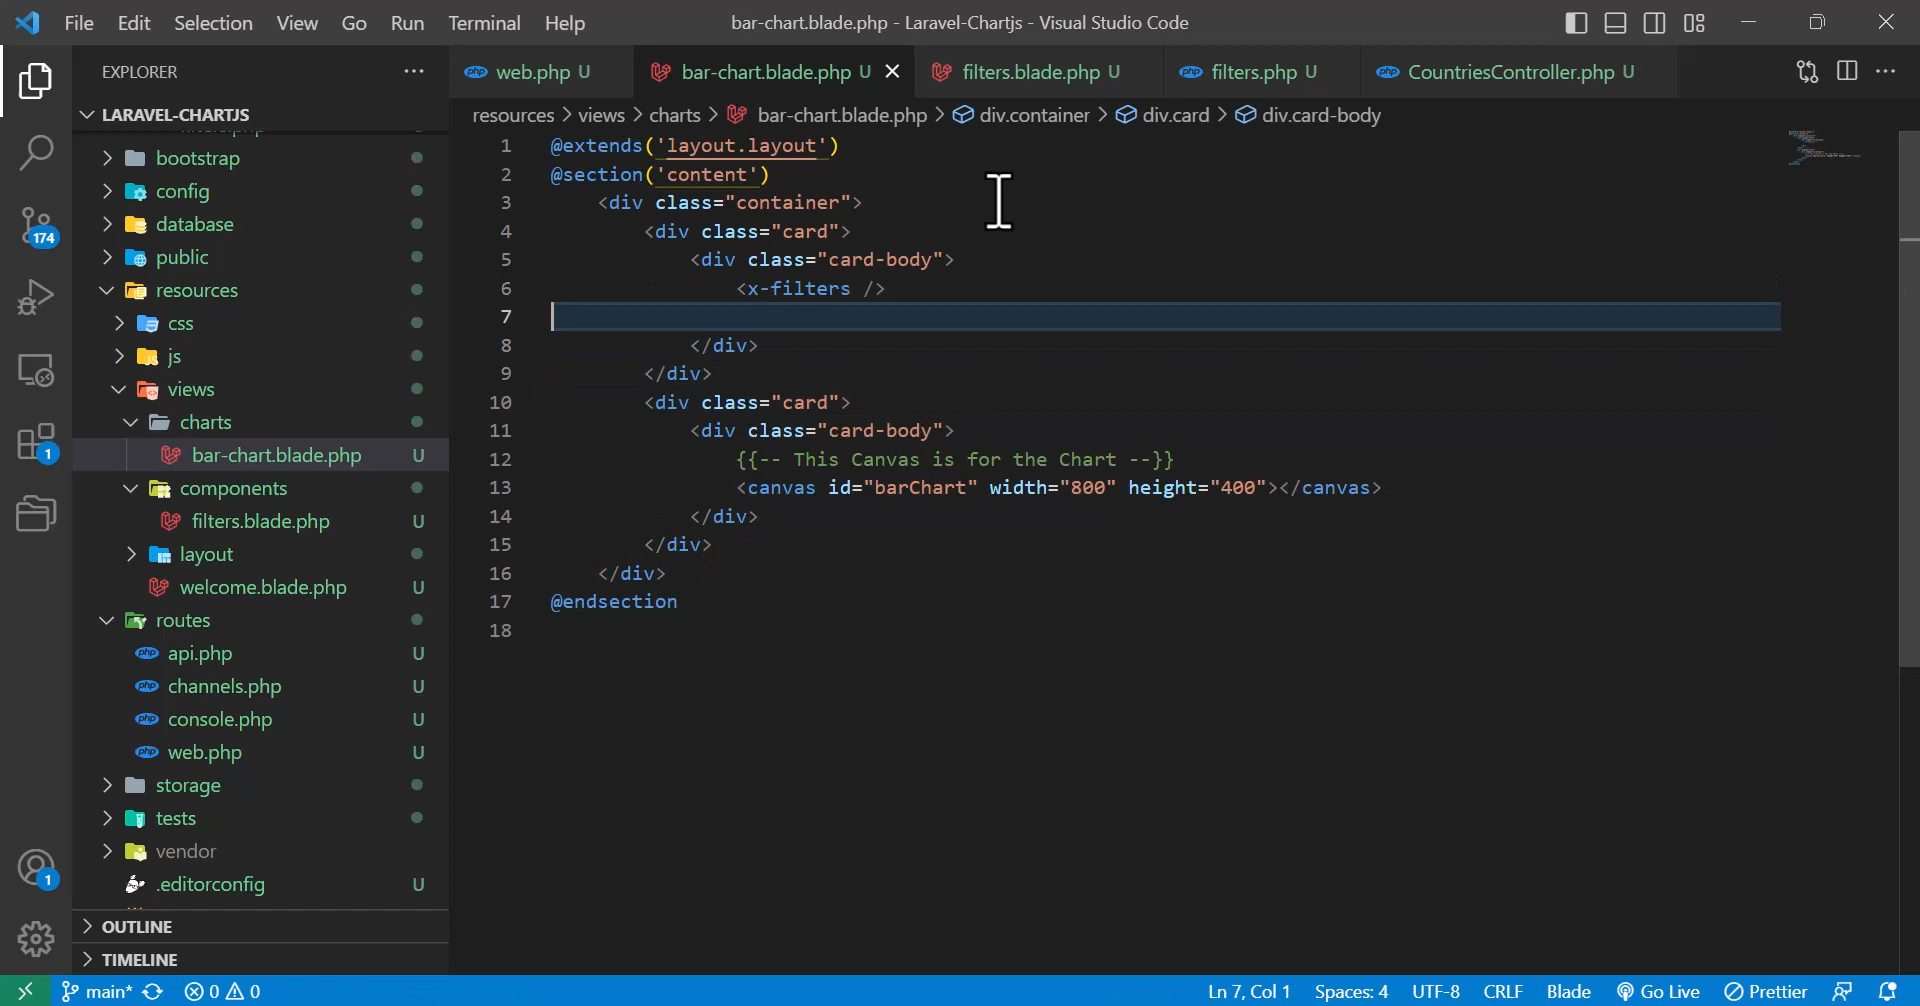 File Edit Selection View Go Run Terminal Help
bar-chart.blade.php - Laravel-Chartjs - Visual Studio Code
EXPLORER
LARAVEL-CHARTJS
bootstrap
config
database
public
resources
css
js
views
charts
bar-chart.blade.php U
components
filters.blade.php U
layout
welcome.blade.php U
routes
api.php U
channels.php U
console.php U
web.php U
storage
tests
vendor
.editorconfig U
OUTLINE
TIMELINE
174
1
1
web.php U bar-chart.blade.php U filters.blade.php U filters.php U CountriesController.php U
resources > views > charts > bar-chart.blade.php > div.container > div.card > div.card-body
1 @extends('layout.layout')
2 @section('content')
3 <div class="container">
4 <div class="card">
5 <div class="card-body">
6 <x-filters />
7
8 </div>
9 </div>
10 <div class="card">
11 <div class="card-body">
12 {{-- This Canvas is for the Chart --}}
13 <canvas id="barChart" width="800" height="400"></canvas>
14 </div>
15 </div>
16 </div>
17 @endsection
18
main* 0 0 Ln 7, Col 1 Spaces: 4 UTF-8 CRLF Blade Go Live Prettier